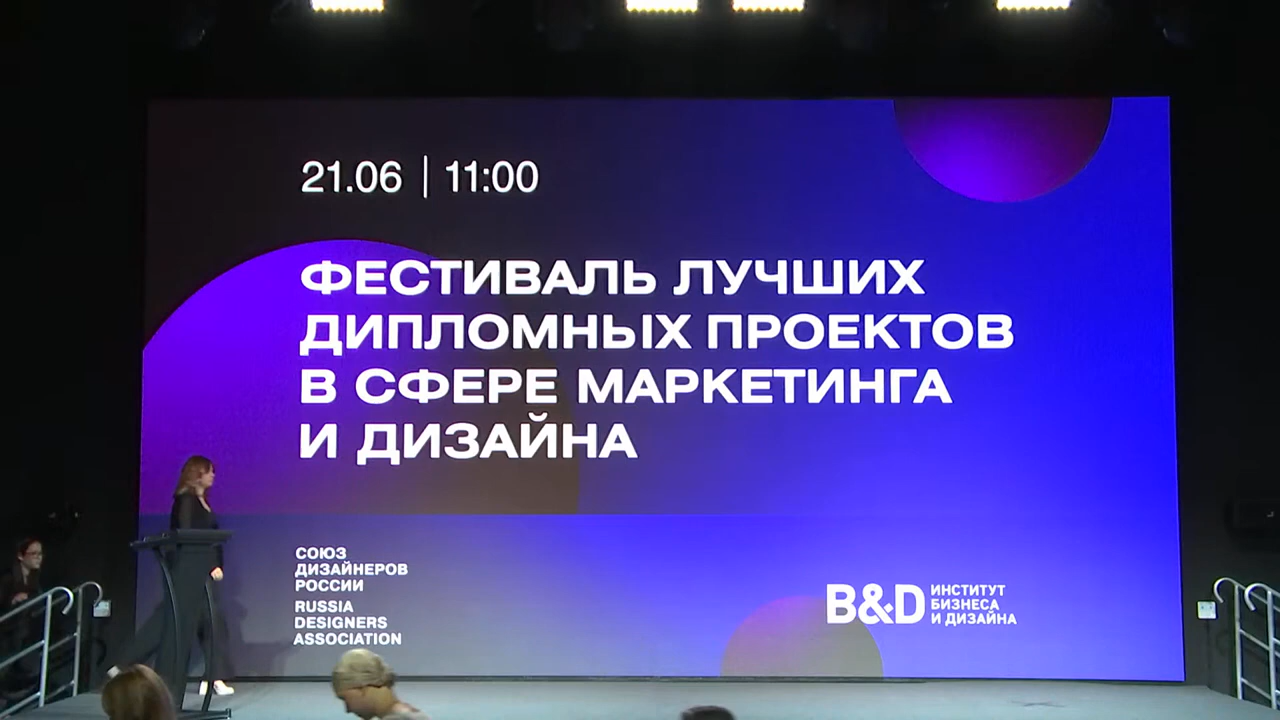 21.06 | 11:00
ФЕСТИВАЛЬ ЛУЧШИХ
ДИПЛОМНЫХ ПРОЕКТОВ
В СФЕРЕ МАРКЕТИНГА
И ДИЗАЙНА
СОЮЗ
ДИЗАЙНЕРОВ
РОССИИ
RUSSIA
DESIGNERS
ASSOCIATION
B&D
ИНСТИТУТ
БИЗНЕСА
И ДИЗАЙНА